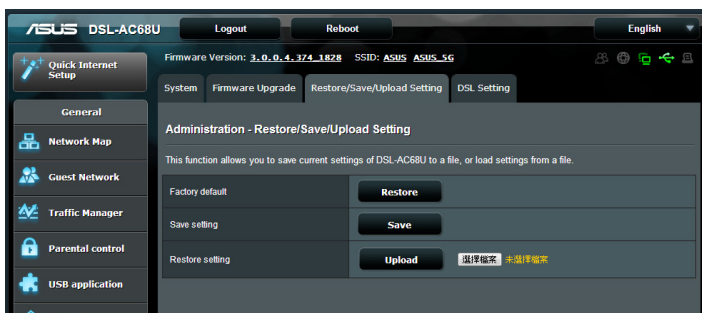 ASUS DSL-AC68U Logout Reboot English
Quick Internet Setup
Firmware Version: 3.0.0.4.374_1828 SSID: ASUS ASUS_5G
System Firmware Upgrade Restore/Save/Upload Setting DSL Setting
General
Network Map
Guest Network
Traffic Manager
Parental control
USB application
Administration - Restore/Save/Upload Setting
This function allows you to save current settings of DSL-AC68U to a file, or load settings from a file.
Factory default Restore
Save setting Save
Restore setting Upload 選擇檔案 未選擇檔案